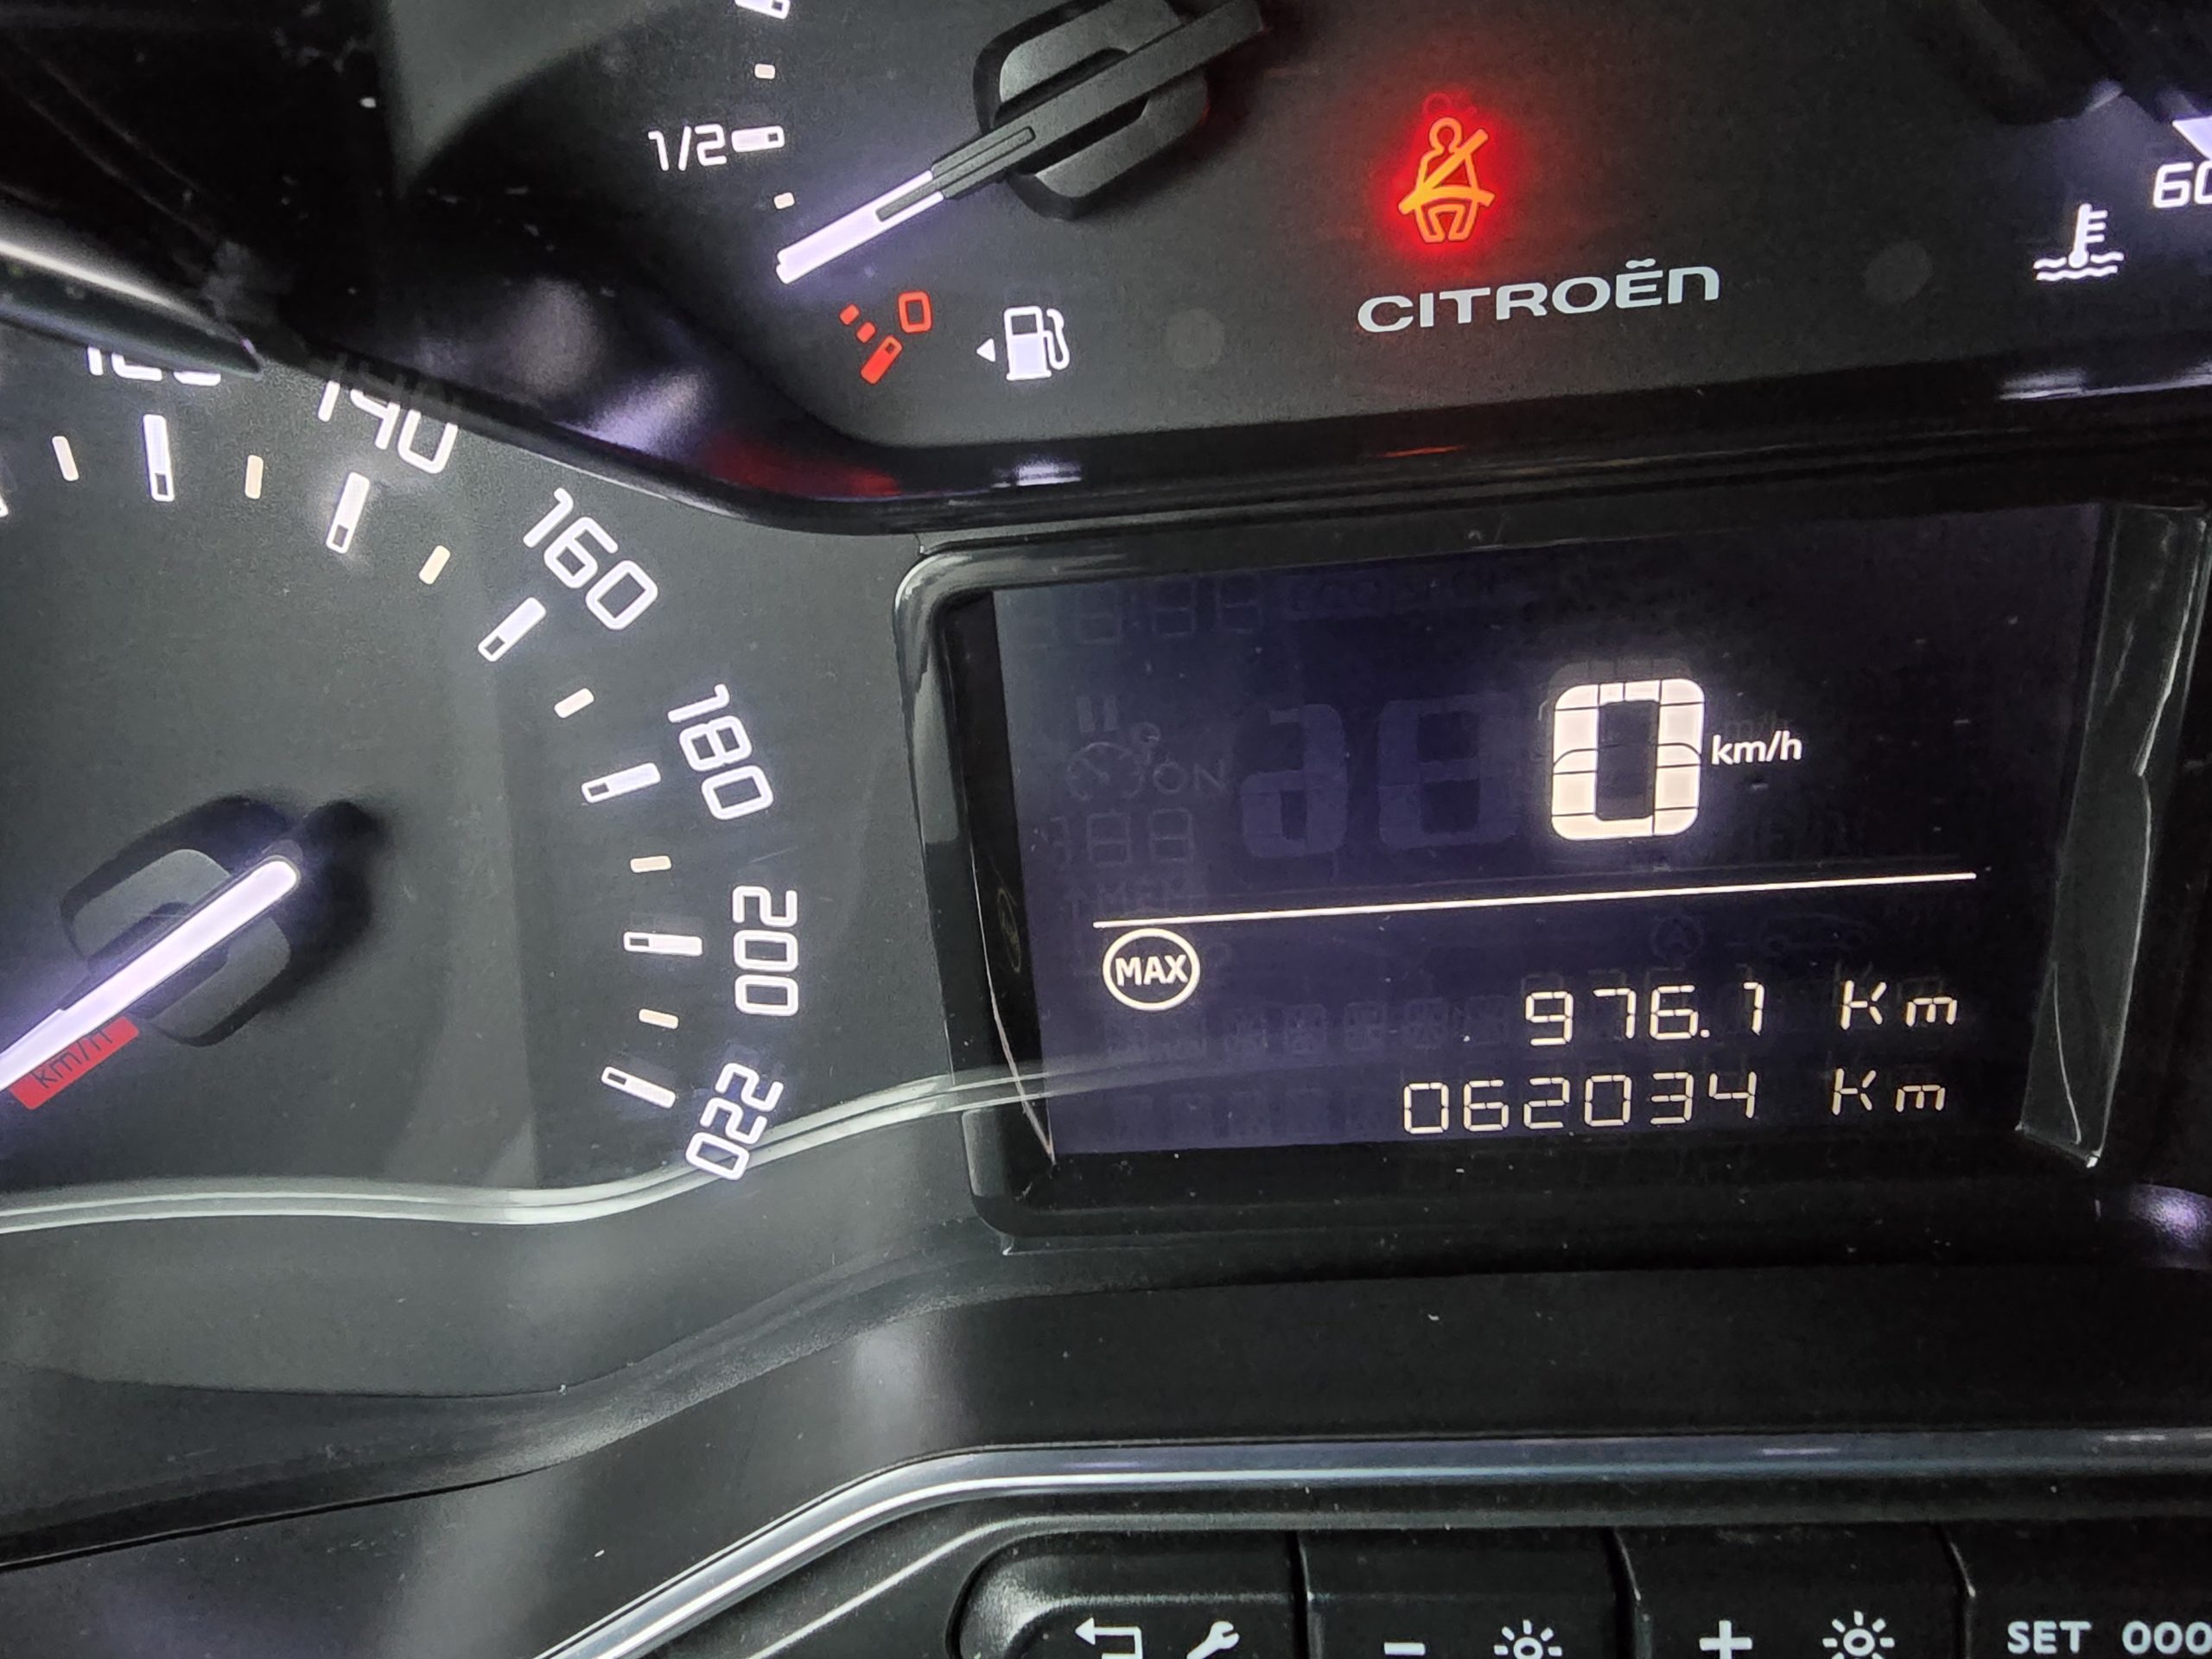 1/2
0
CITROËN
60
140
160
180
200
220
km/h
0 km/h
MAX
976.1 Km
062034 Km
- +
SET 000